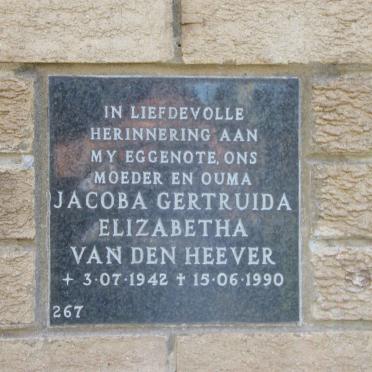 IN LIEFDEVOLLE
HERINNERING AAN
MY EGGENOTE, ONS
MOEDER EN OUMA
JACOBA GERTRUIDA
ELIZABETHA
VAN DEN HEEVER
+ 3·07·1942 ✝ 15·06·1990
267